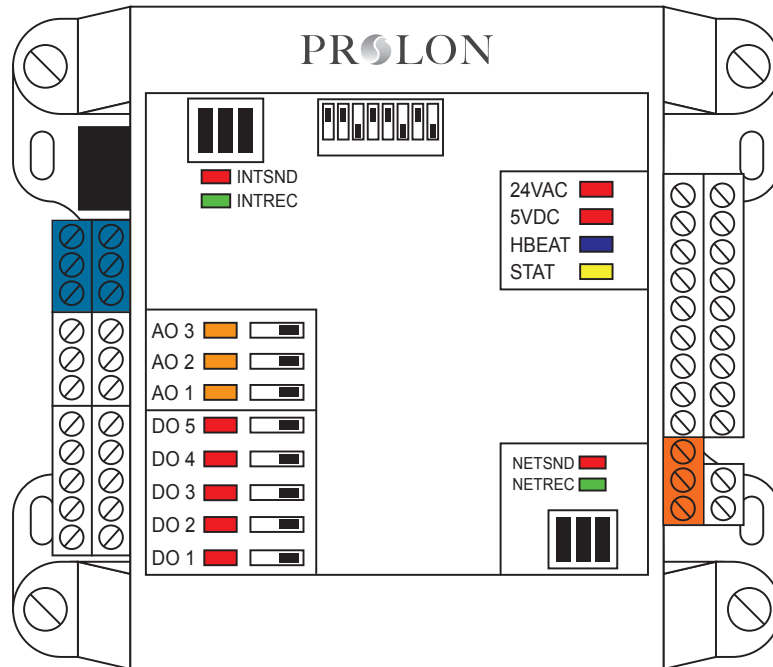 PROLON
INTSND
INTREC
24VAC
5VDC
HBEAT
STAT
AO 3
AO 2
AO 1
DO 5
DO 4
DO 3
DO 2
DO 1
NETSND
NETREC